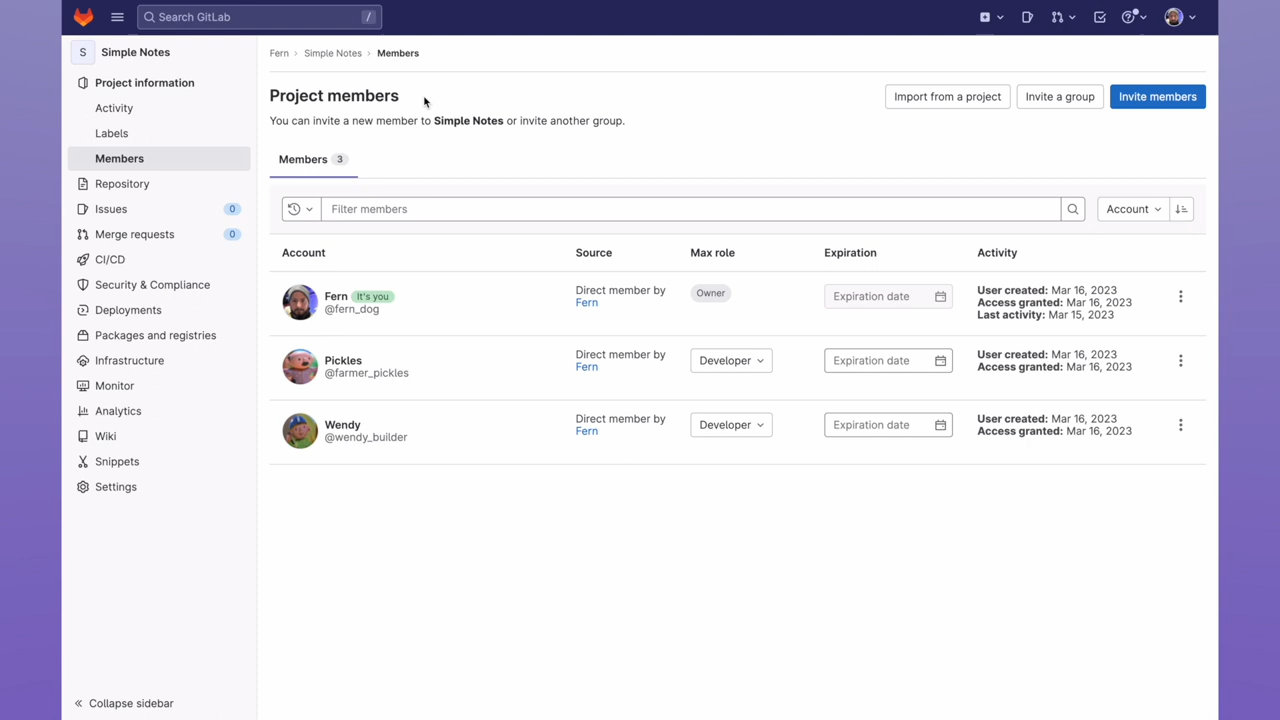 Search GitLab /
S Simple Notes
Project information
Activity
Labels
Members
Repository
Issues 0
Merge requests 0
CI/CD
Security & Compliance
Deployments
Packages and registries
Infrastructure
Monitor
Analytics
Wiki
Snippets
Settings
Collapse sidebar
Fern > Simple Notes > Members
Project members
Import from a project
Invite a group
Invite members
You can invite a new member to Simple Notes or invite another group.
Members 3
Filter members
Account
Account Source Max role Expiration Activity
Fern It's you
@fern_dog
Direct member by
Fern
Owner
Expiration date
User created: Mar 16, 2023
Access granted: Mar 16, 2023
Last activity: Mar 15, 2023
Pickles
@farmer_pickles
Direct member by
Fern
Developer
Expiration date
User created: Mar 16, 2023
Access granted: Mar 16, 2023
Wendy
@wendy_builder
Direct member by
Fern
Developer
Expiration date
User created: Mar 16, 2023
Access granted: Mar 16, 2023